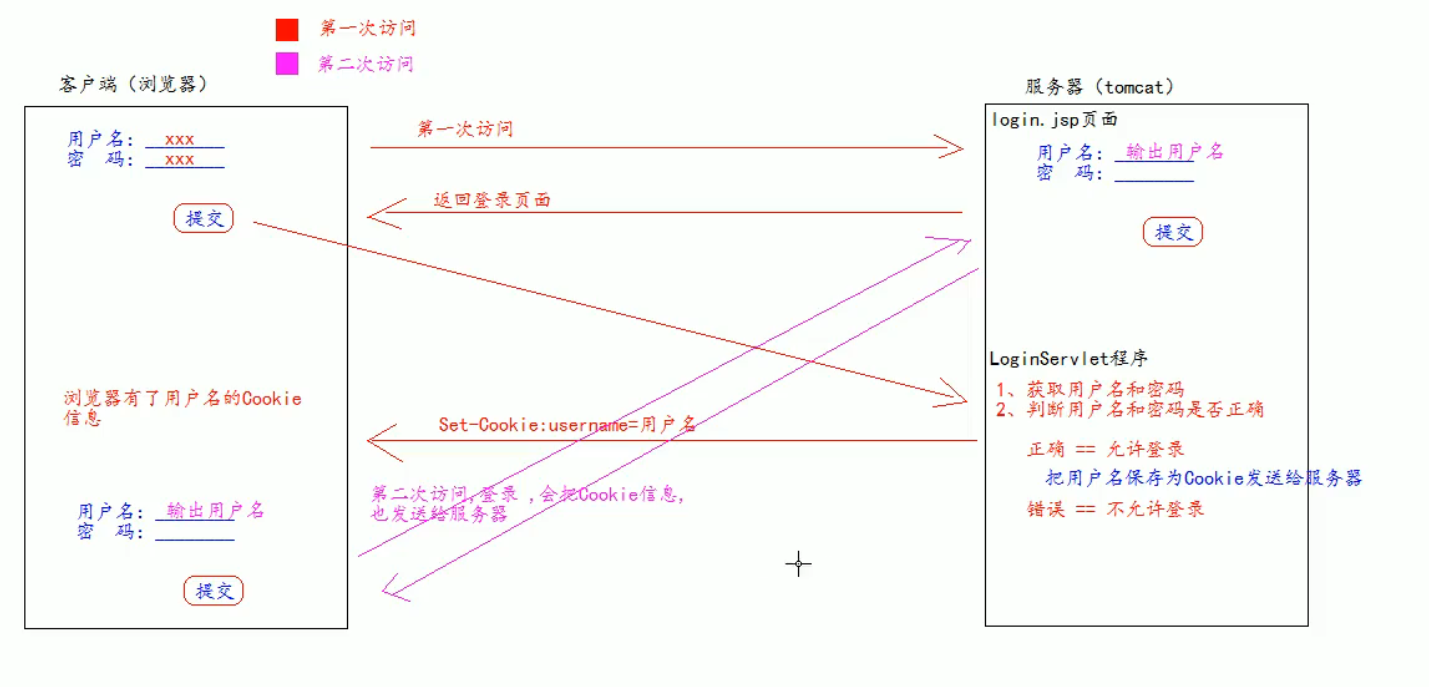 第一次访问
第二次访问
客户端（浏览器）
用户名: xxx
密 码: xxx
提交
浏览器有了用户名的Cookie
信息
用户名: 输出用户名
密 码:
提交
第一次访问
返回登录页面
Set-Cookie:username=用户名
第二次访问,登录 ,会把Cookie信息,
也发送给服务器
服务器（tomcat）
login.jsp页面
用户名: 输出用户名
密 码:
提交
LoginServlet程序
1、获取用户名和密码
2、判断用户名和密码是否正确
正确 == 允许登录
把用户名保存为Cookie发送给服务器
错误 == 不允许登录